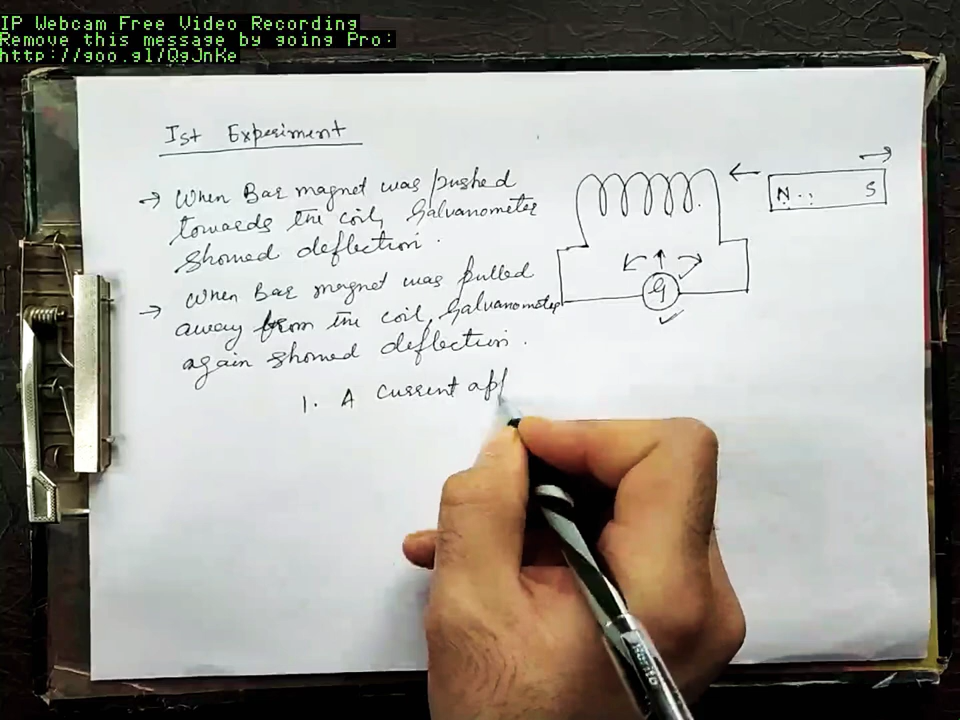 IP Webcam Free Video Recording
Remove this message by going Pro:
http://goo.gl/QgJnKe
Ist Experiment
→ When Bar magnet was pushed
towards the coil, Galvanometer
showed deflection.
→ When Bar magnet was pulled
away from the coil, Galvanometer
again showed deflection.
1. A current app
N S
G